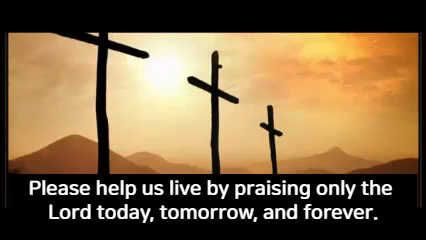 Please help us live by praising only the
Lord today, tomorrow, and forever.